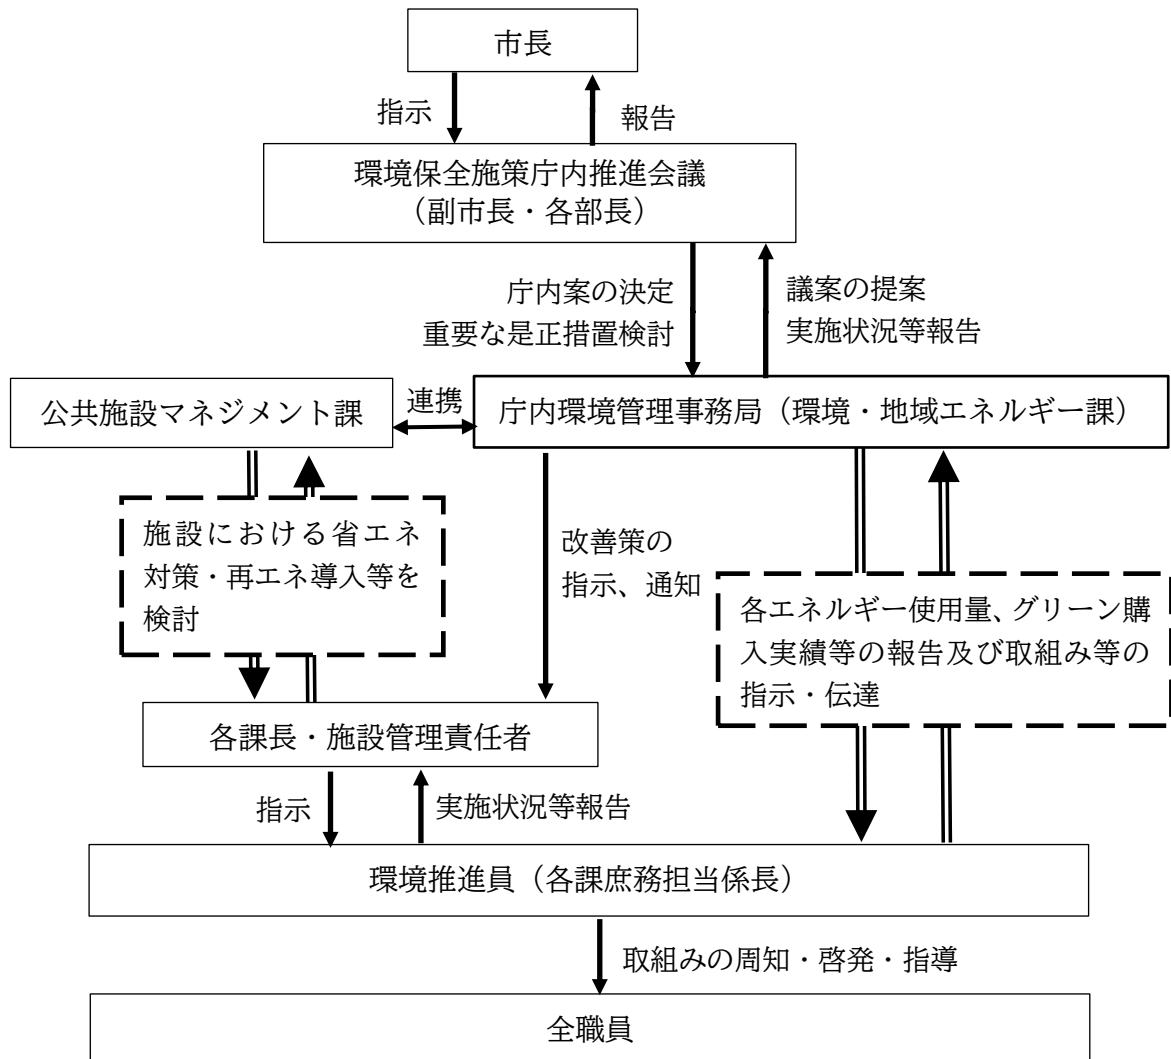 市長
指示
報告
環境保全施策庁内推進会議
（副市長・各部長）
庁内案の決定
重要な是正措置検討
議案の提案
実施状況等報告
公共施設マネジメント課
連携
庁内環境管理事務局（環境・地域エネルギー課）
施設における省エネ
対策・再エネ導入等を
検討
改善策の
指示、通知
各エネルギー使用量、グリーン購
入実績等の報告及び取組み等の
指示・伝達
各課長・施設管理責任者
指示
実施状況等報告
環境推進員（各課庶務担当係長）
取組みの周知・啓発・指導
全職員